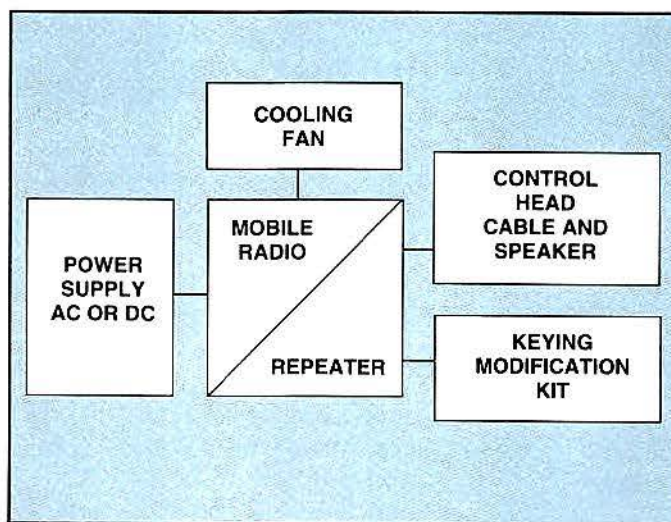 COOLING
FAN
MOBILE
RADIO
REPEATER
POWER
SUPPLY
AC OR DC
CONTROL
HEAD
CABLE AND
SPEAKER
KEYING
MODIFICATION
KIT